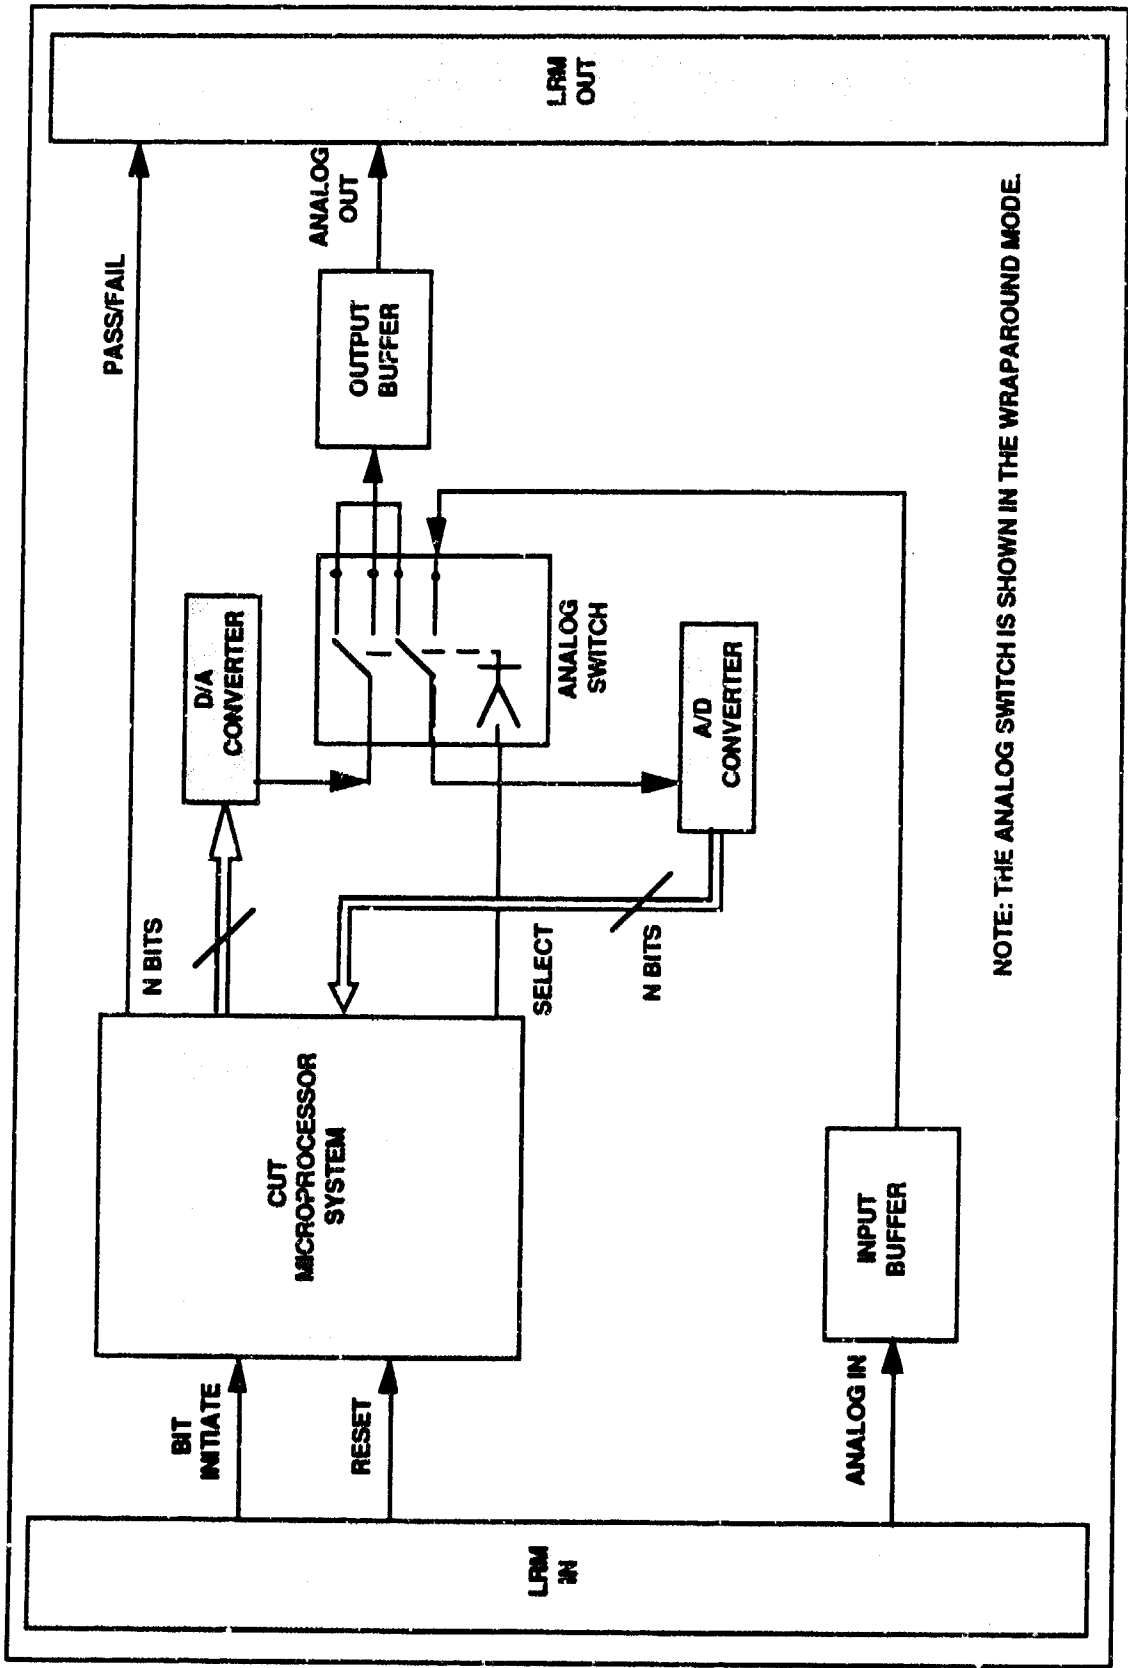 LRM
IN
BIT
INITIATE
RESET
ANALOG IN
CUT
MICROPROCESSOR
SYSTEM
INPUT
BUFFER
N BITS
SELECT
N BITS
D/A
CONVERTER
ANALOG
SWITCH
A/D
CONVERTER
PASS/FAIL
OUTPUT
BUFFER
ANALOG
OUT
LRM
OUT
NOTE: THE ANALOG SWITCH IS SHOWN IN THE WRAPAROUND MODE.